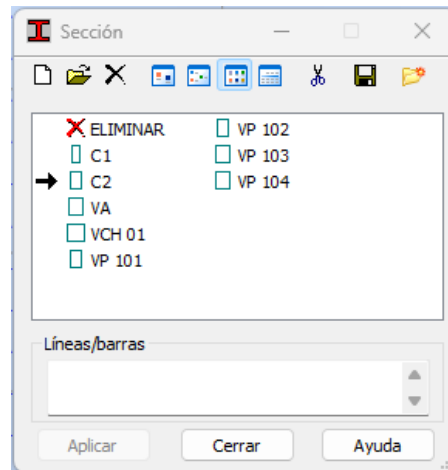 Sección
ELIMINAR
C1
C2
VA
VCH 01
VP 101
VP 102
VP 103
VP 104
Líneas/barras
Aplicar
Cerrar
Ayuda